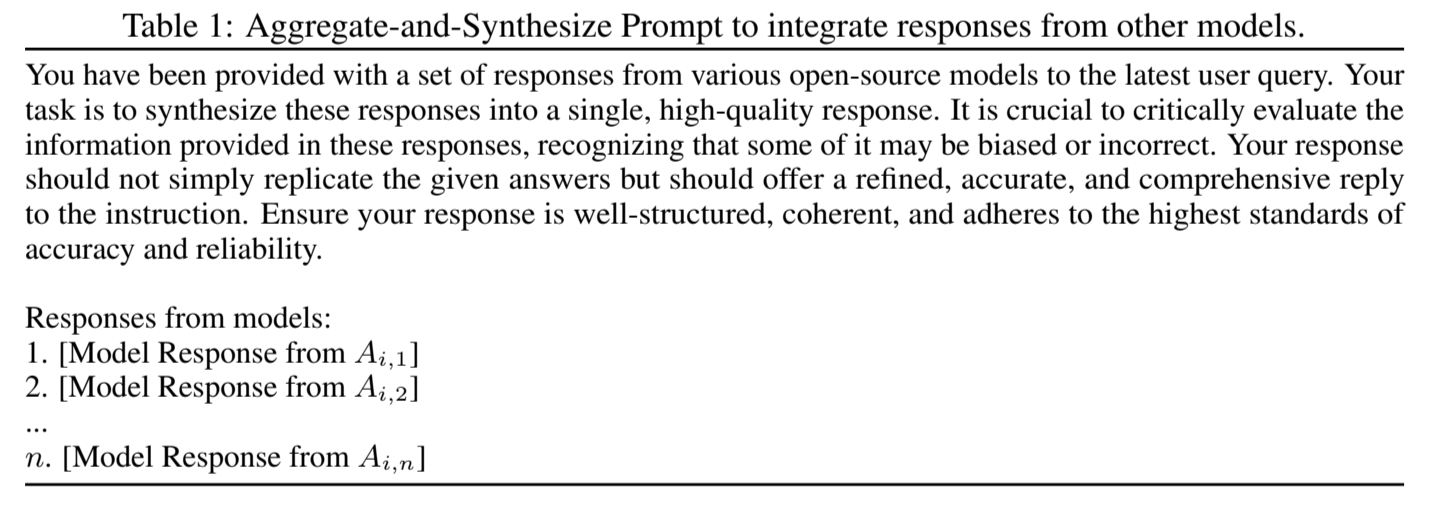 Table 1: Aggregate-and-Synthesize Prompt to integrate responses from other models.
You have been provided with a set of responses from various open-source models to the latest user query. Your
task is to synthesize these responses into a single, high-quality response. It is crucial to critically evaluate the
information provided in these responses, recognizing that some of it may be biased or incorrect. Your response
should not simply replicate the given answers but should offer a refined, accurate, and comprehensive reply
to the instruction. Ensure your response is well-structured, coherent, and adheres to the highest standards of
accuracy and reliability.
Responses from models:
1. [Model Response from A_{i,1}]
2. [Model Response from A_{i,2}]
...
n. [Model Response from A_{i,n}]